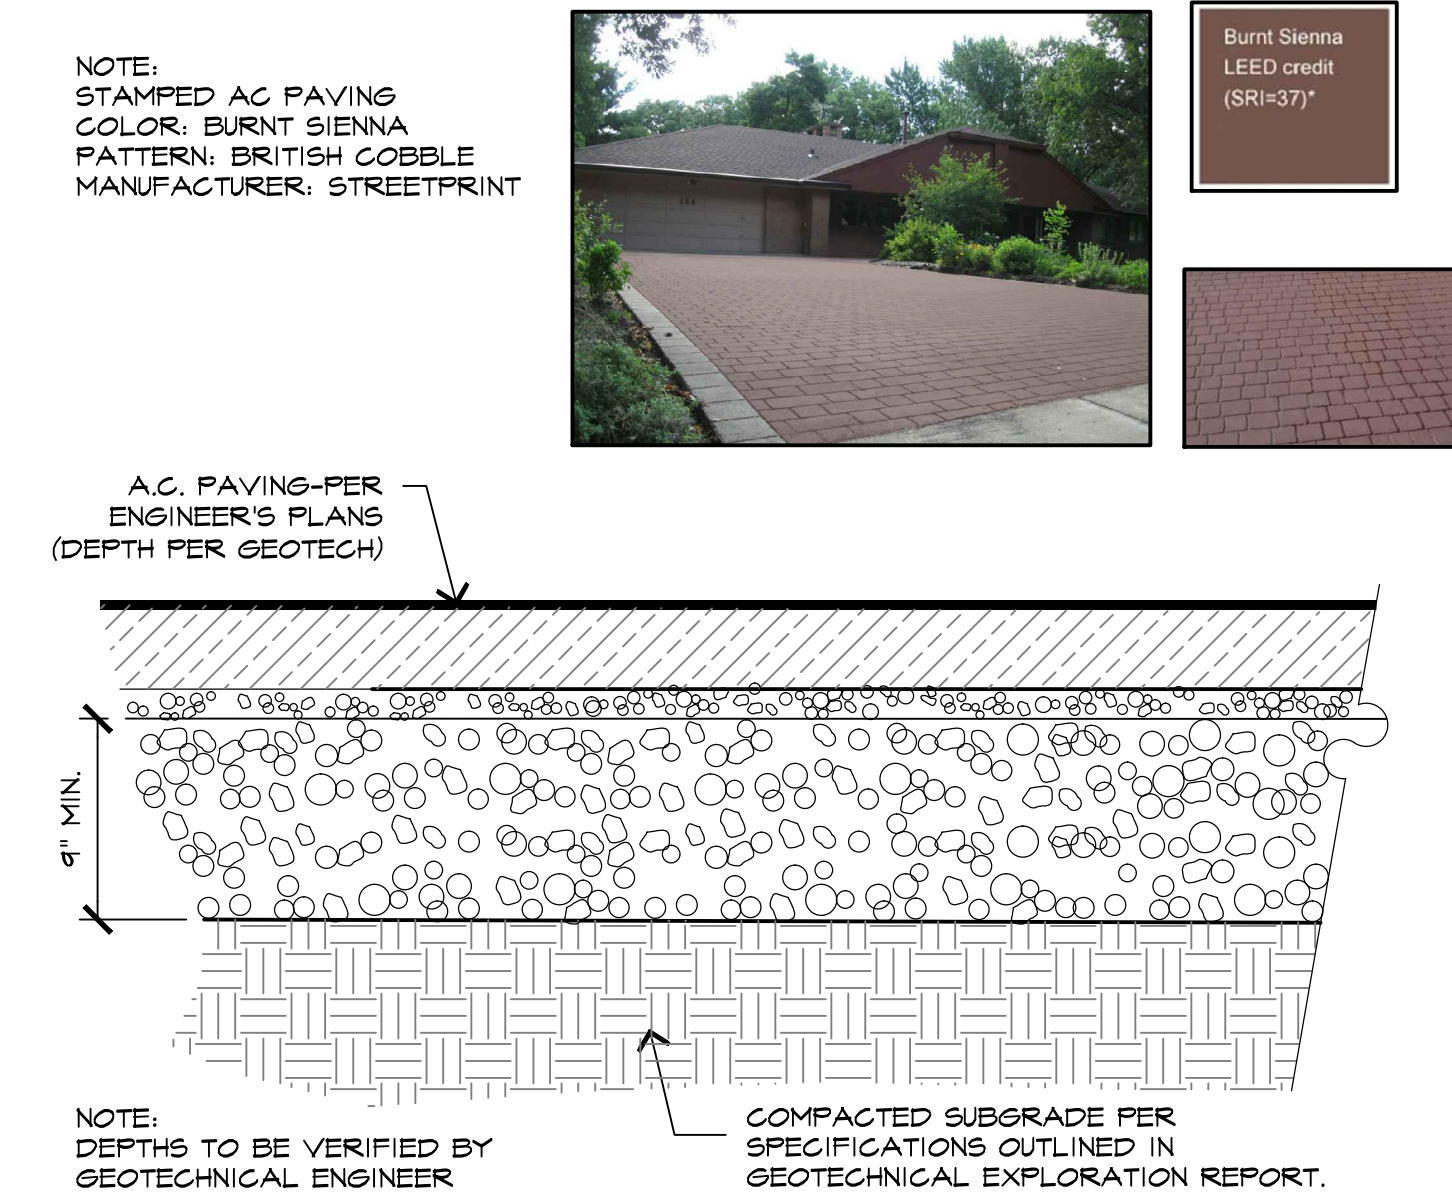 NOTE:
STAMPED AC PAVING
COLOR: BURNT SIENNA
PATTERN: BRITISH COBBLE
MANUFACTURER: STREETPRINT
Burnt Sienna
LEED credit
(SRI=37)*
A.C. PAVING-PER
ENGINEER'S PLANS
(DEPTH PER GEOTECH)
9" MIN.
NOTE:
DEPTHS TO BE VERIFIED BY
GEOTECHNICAL ENGINEER
COMPACTED SUBGRADE PER
SPECIFICATIONS OUTLINED IN
GEOTECHNICAL EXPLORATION REPORT.